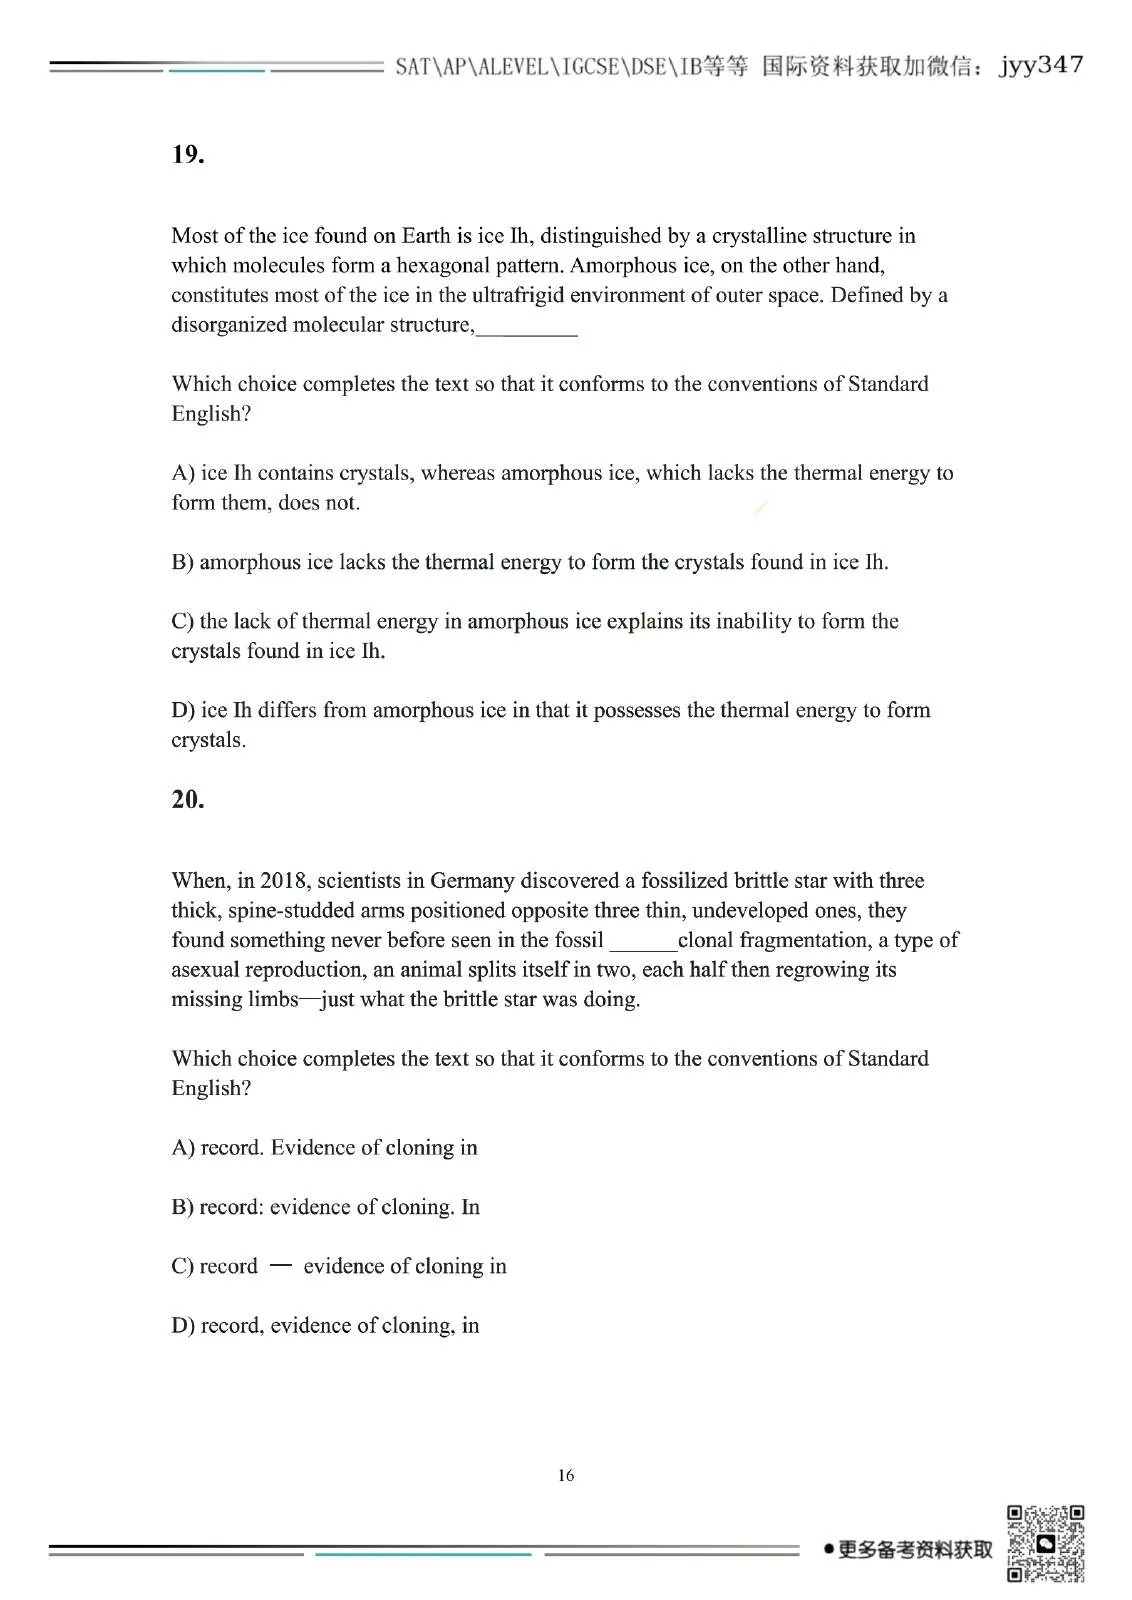 SAT\AP\ALEVEL\IGCSE\DSE\IB等等 国际资料获取加微信： jyy347
19.
Most of the ice found on Earth is ice Ih, distinguished by a crystalline structure in
which molecules form a hexagonal pattern. Amorphous ice, on the other hand,
constitutes most of the ice in the ultrafrigid environment of outer space. Defined by a
disorganized molecular structure,_________
Which choice completes the text so that it conforms to the conventions of Standard
English?
A) ice Ih contains crystals, whereas amorphous ice, which lacks the thermal energy to
form them, does not.
B) amorphous ice lacks the thermal energy to form the crystals found in ice Ih.
C) the lack of thermal energy in amorphous ice explains its inability to form the
crystals found in ice Ih.
D) ice Ih differs from amorphous ice in that it possesses the thermal energy to form
crystals.
20.
When, in 2018, scientists in Germany discovered a fossilized brittle star with three
thick, spine-studded arms positioned opposite three thin, undeveloped ones, they
found something never before seen in the fossil ______clonal fragmentation, a type of
asexual reproduction, an animal splits itself in two, each half then regrowing its
missing limbs—just what the brittle star was doing.
Which choice completes the text so that it conforms to the conventions of Standard
English?
A) record. Evidence of cloning in
B) record: evidence of cloning. In
C) record — evidence of cloning in
D) record, evidence of cloning, in
16
●更多备考资料获取